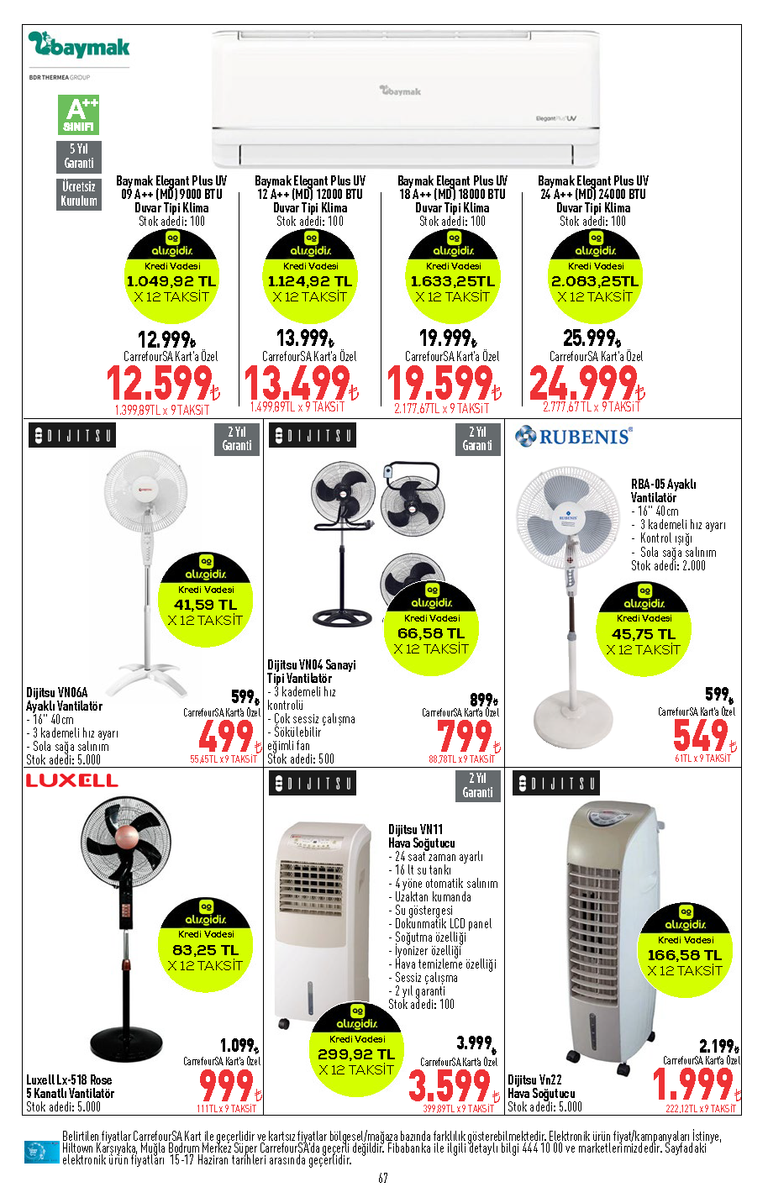 baymak
BDR THERMEA GROUP
A++
SINIFI
5 Yıl
Garanti
Ücretsiz
Kurulum
baymak
ElegantPlus UV
Baymak Elegant Plus UV
09 A++ (MD) 9000 BTU
Duvar Tipi Klima
Stok adedi: 100
alışgidiş
Kredi Vadesi
1.049,92 TL
X 12 TAKSİT
12.999₺
CarrefourSA Kart'a Özel
12.599₺
1.399,89TL x 9 TAKSİT
Baymak Elegant Plus UV
12 A++ (MD) 12000 BTU
Duvar Tipi Klima
Stok adedi: 100
alışgidiş
Kredi Vadesi
1.124,92 TL
X 12 TAKSİT
13.999₺
CarrefourSA Kart'a Özel
13.499₺
1.499,89TL x 9 TAKSİT
Baymak Elegant Plus UV
18 A++ (MD) 18000 BTU
Duvar Tipi Klima
Stok adedi: 100
alışgidiş
Kredi Vadesi
1.633,25TL
X 12 TAKSİT
19.999₺
CarrefourSA Kart'a Özel
19.599₺
2.177,67TL x 9 TAKSİT
Baymak Elegant Plus UV
24 A++ (MD) 24000 BTU
Duvar Tipi Klima
Stok adedi: 100
alışgidiş
Kredi Vadesi
2.083,25TL
X 12 TAKSİT
25.999₺
CarrefourSA Kart'a Özel
24.999₺
2.777,67 TL x 9 TAKSİT
DIJITSU
2 Yıl
Garanti
alışgidiş
Kredi Vadesi
41,59 TL
X 12 TAKSİT
Dijitsu VN06A
Ayaklı Vantilatör
- 16" 40cm
- 3 kademeli hız ayarı
- Sola sağa salınım
Stok adedi: 5.000
599₺
CarrefourSA Kart'a Özel
499₺
55,45TL x 9 TAKSİT
DIJITSU
2 Yıl
Garanti
alışgidiş
Kredi Vadesi
66,58 TL
X 12 TAKSİT
Dijitsu VN04 Sanayi
Tipi Vantilatör
- 3 kademeli hız
kontrolü
- Çok sessiz çalışma
- Sökülebilir
eğimli fan
Stok adedi: 500
899₺
CarrefourSA Kart'a Özel
799₺
88,78TL x 9 TAKSİT
RUBENIS
RUBENIS
RBA-05 Ayaklı
Vantilatör
- 16" 40cm
- 3 kademeli hız ayarı
- Kontrol ışığı
- Sola sağa salınım
Stok adedi: 2.000
alışgidiş
Kredi Vadesi
45,75 TL
X 12 TAKSİT
599₺
CarrefourSA Kart'a Özel
549₺
61TL x 9 TAKSİT
LUXELL
alışgidiş
Kredi Vadesi
83,25 TL
X 12 TAKSİT
Luxell Lx-518 Rose
5 Kanatlı Vantilatör
Stok adedi: 5.000
1.099₺
CarrefourSA Kart'a Özel
999₺
111TL x 9 TAKSİT
DIJITSU
2 Yıl
Garanti
Dijitsu VN11
Hava Soğutucu
- 24 saat zaman ayarlı
- 16 lt su tankı
- 4 yöne otomatik salınım
- Uzaktan kumanda
- Su göstergesi
- Dokunmatik LCD panel
- Soğutma özelliği
- İyonizer özelliği
- Hava temizleme özelliği
- Sessiz çalışma
- 2 yıl garanti
Stok adedi: 100
alışgidiş
Kredi Vadesi
299,92 TL
X 12 TAKSİT
3.999₺
CarrefourSA Kart'a Özel
3.599₺
399,89TL x 9 TAKSİT
DIJITSU
alışgidiş
Kredi Vadesi
166,58 TL
X 12 TAKSİT
Dijitsu Vn22
Hava Soğutucu
Stok adedi: 5.000
2.199₺
CarrefourSA Kart'a Özel
1.999₺
222,12TL x 9 TAKSİT
Belirtilen fiyatlar CarrefourSA Kart ile geçerlidir ve kartsız fiyatlar bölgesel/mağaza bazında farklılık gösterebilmektedir. Elektronik ürün fiyat/kampanyaları İstinye,
Hiltown Karşıyaka, Muğla Bodrum Merkez Süper CarrefourSA'da geçerli değildir. Fibabanka ile ilgili detaylı bilgi 444 10 00 ve marketlerimizdedir. Sayfadaki
elektronik ürün fiyatları 15-17 Haziran tarihleri arasında geçerlidir.
67